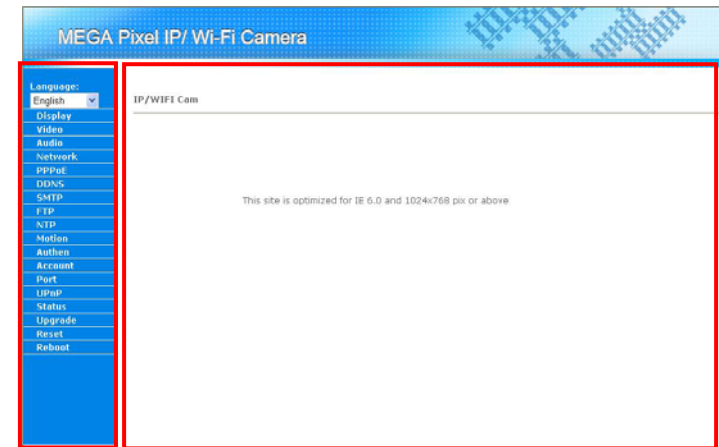 MEGA Pixel IP/ Wi-Fi Camera
Language:
English
Display
Video
Audio
Network
PPPoE
DDNS
SMTP
FTP
NTP
Motion
Authen
Account
Port
UPnP
Status
Upgrade
Reset
Reboot
IP/WIFI Cam
This site is optimized for IE 6.0 and 1024x768 pix or above